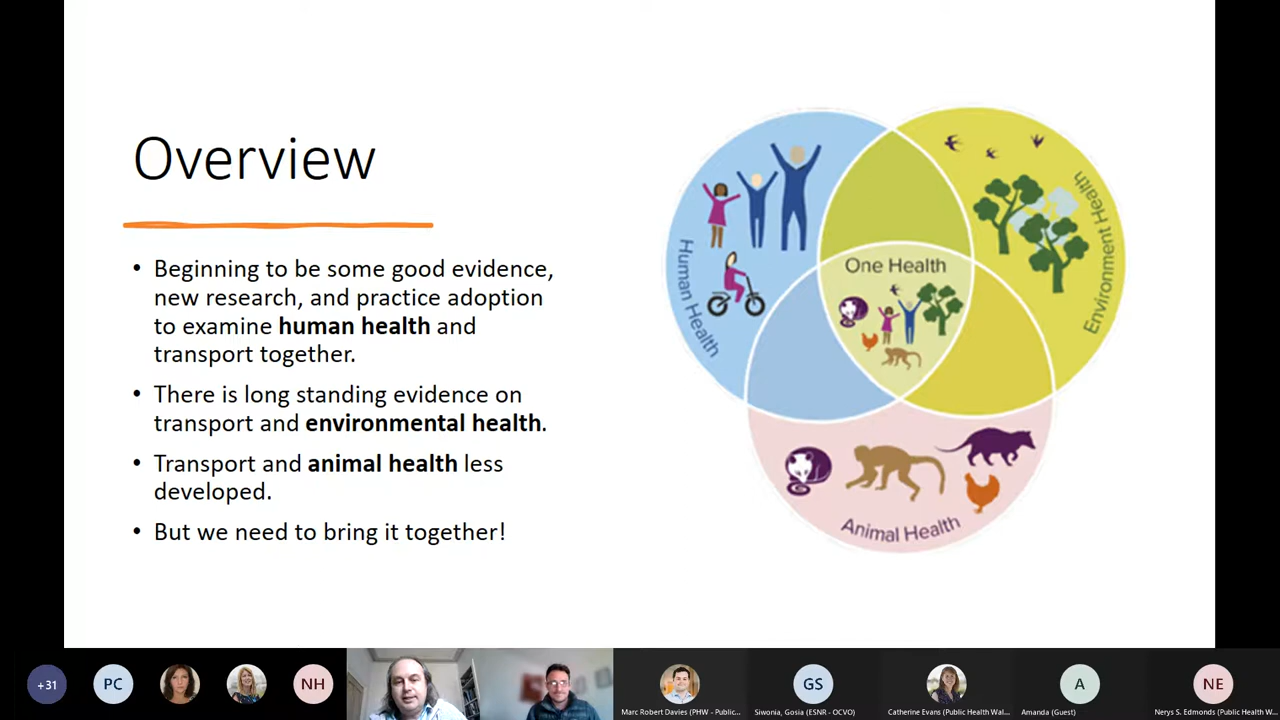 Overview
• Beginning to be some good evidence,
new research, and practice adoption
to examine human health and
transport together.
• There is long standing evidence on
transport and environmental health.
• Transport and animal health less
developed.
• But we need to bring it together!
Human Health
One Health
Environment Health
Animal Health
+31
PC
NH
Marc Robert Davies (PHW - Public...
GS
Siwonia, Gosia (ESNR - OCVO)
Catherine Evans (Public Health Wal...
A
Amanda (Guest)
NE
Nerys S. Edmonds (Public Health W...